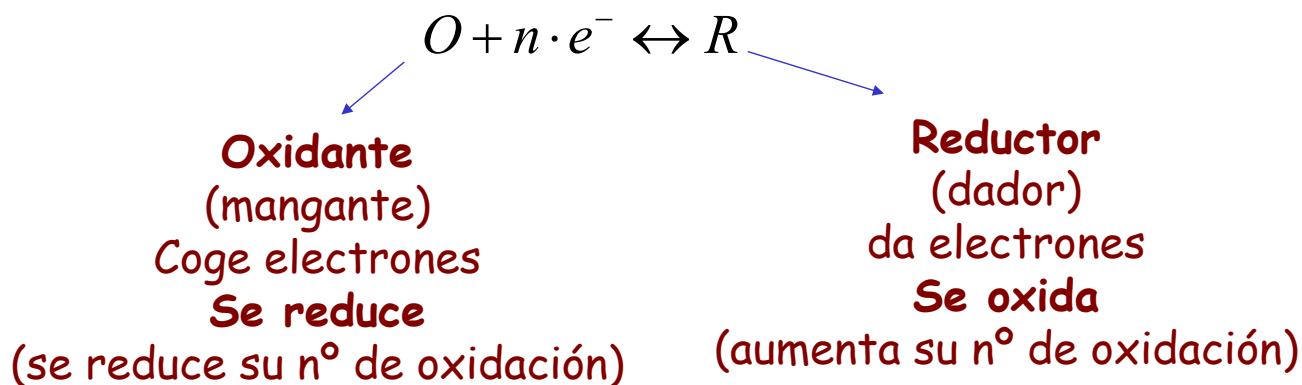 O + n · e⁻ ↔ R
Oxidante
(mangante)
Coge electrones
Se reduce
(se reduce su nº de oxidación)
Reductor
(dador)
da electrones
Se oxida
(aumenta su nº de oxidación)